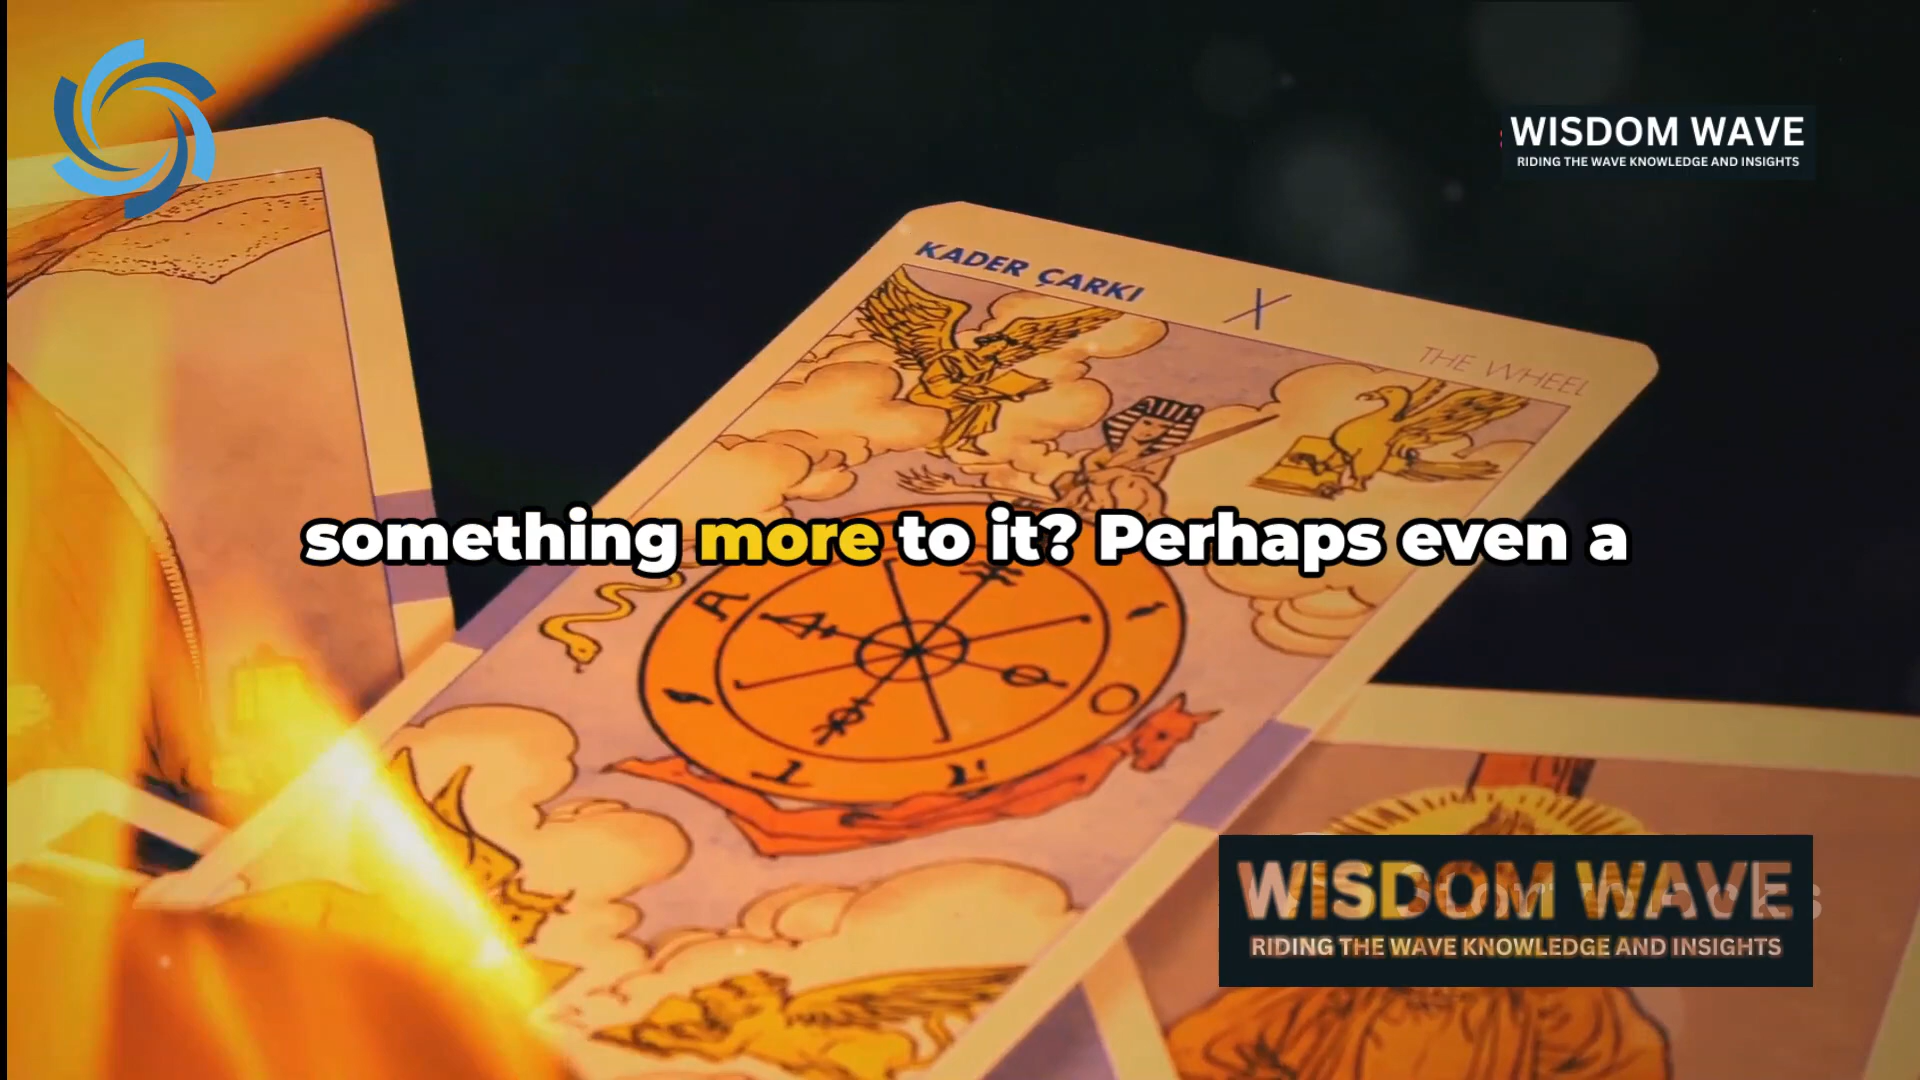 WISDOM WAVE
RIDING THE WAVE KNOWLEDGE AND INSIGHTS
KADER ÇARKI
X
THE WHEEL
something more to it? Perhaps even a
WISDOM WAVE
RIDING THE WAVE KNOWLEDGE AND INSIGHTS